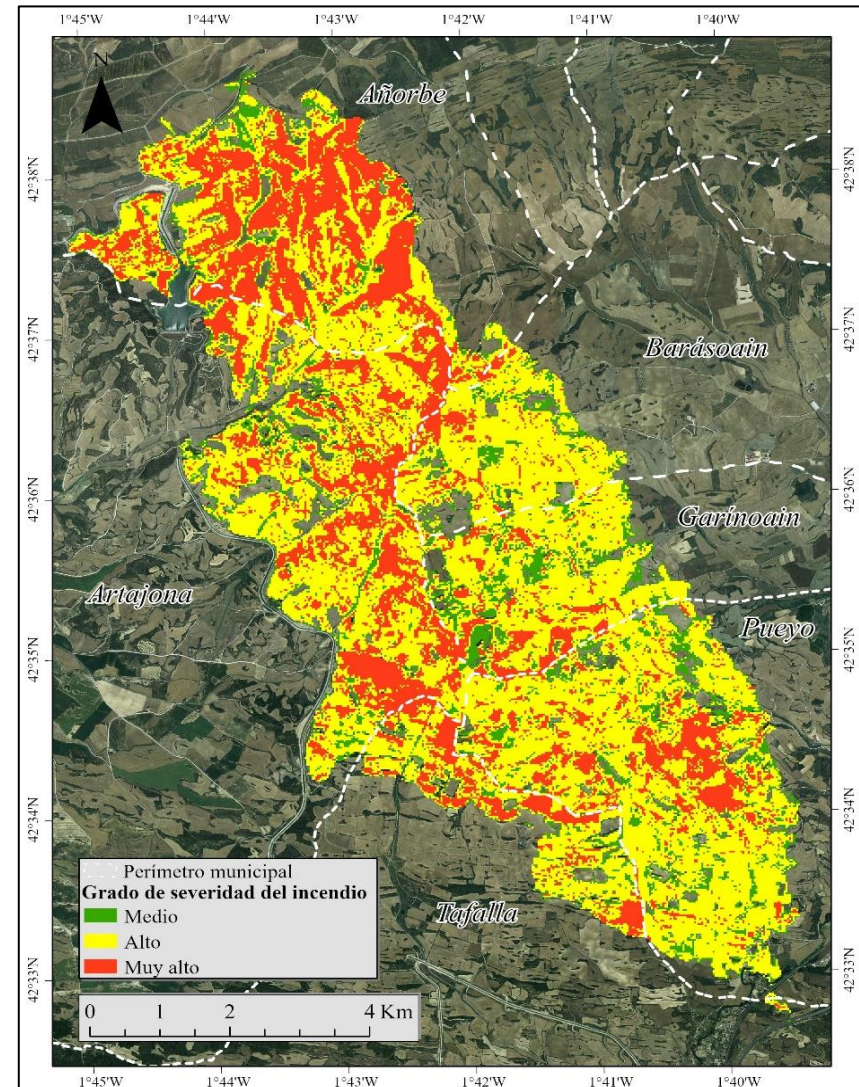 1°45'W 1°44'W 1°43'W 1°42'W 1°41'W 1°40'W
N
Añorbe
42°38'N 42°38'N
42°37'N 42°37'N
Barásoain
42°36'N 42°36'N
Garínoain
Artajona
Pueyo
42°35'N 42°35'N
42°34'N 42°34'N
Perímetro municipal
Grado de severidad del incendio
Medio
Alto
Muy alto
Tafalla
42°33'N 42°33'N
0 1 2 4 Km
1°45'W 1°44'W 1°43'W 1°42'W 1°41'W 1°40'W